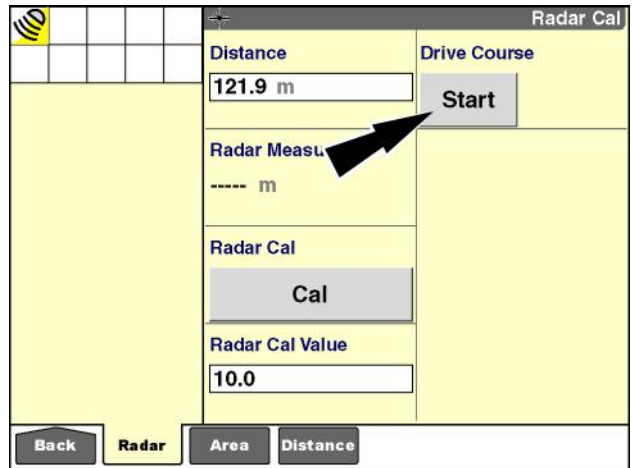 Radar Cal
Distance
121.9 m
Drive Course
Start
Radar Measu
----- m
Radar Cal
Cal
Radar Cal Value
10.0
Back
Radar
Area
Distance